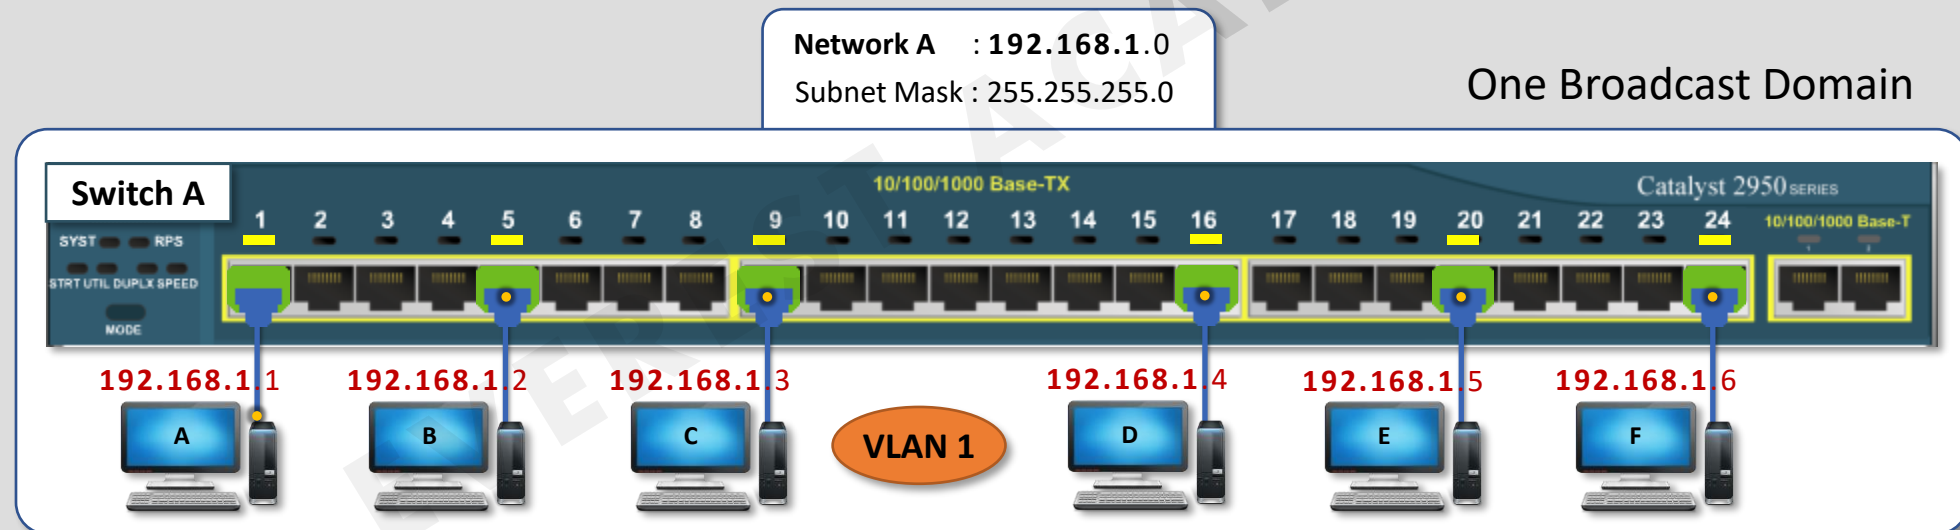 Network A : 192.168.1.0
Subnet Mask : 255.255.255.0
One Broadcast Domain
Switch A
10/100/1000 Base-TX
Catalyst 2950 SERIES
1 2 3 4 5 6 7 8 9 10 11 12 13 14 15 16 17 18 19 20 21 22 23 24
10/100/1000 Base-T
1 2
SYST RPS
STRT UTIL DUPLX SPEED
MODE
192.168.1.1 192.168.1.2 192.168.1.3 192.168.1.4 192.168.1.5 192.168.1.6
A B C D E F
VLAN 1